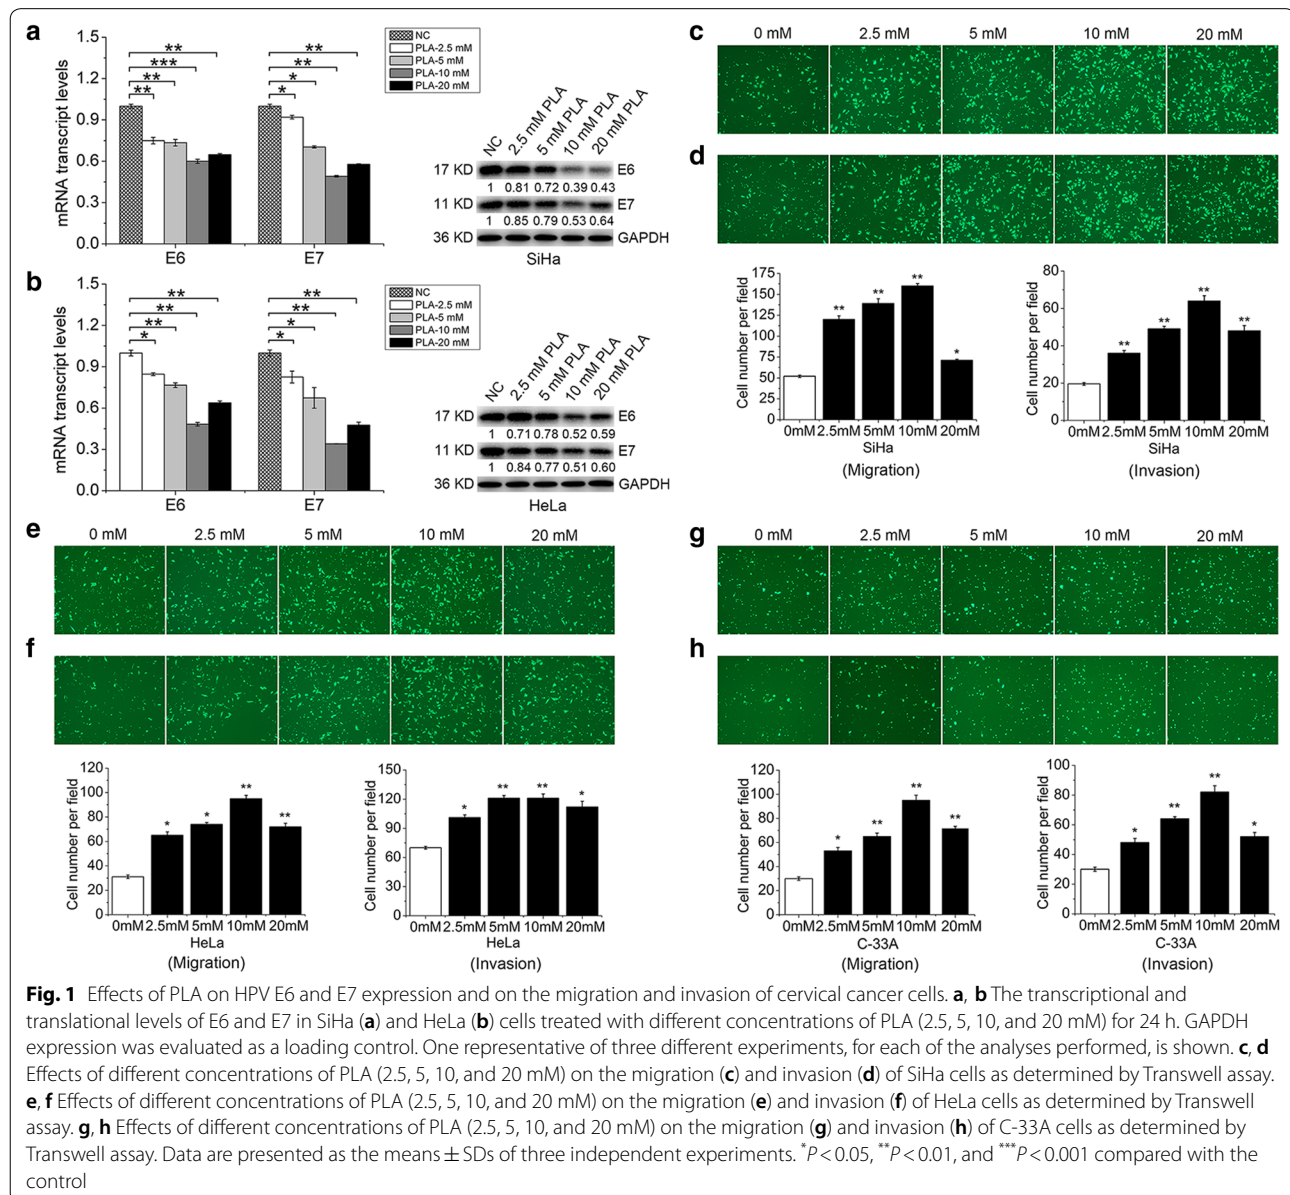 a
1.5
1.2
0.9
0.6
0.3
0.0
mRNA transcript levels
** ** 
*** **
** *
** *
E6 E7
NC
PLA-2.5 mM
PLA-5 mM
PLA-10 mM
PLA-20 mM
NC 2.5 mM PLA 5 mM PLA 10 mM PLA 20 mM PLA
17 KD E6
1 0.81 0.72 0.39 0.43
11 KD E7
1 0.85 0.79 0.53 0.64
36 KD GAPDH
SiHa
b
1.5
1.2
0.9
0.6
0.3
0.0
mRNA transcript levels
** **
** **
** *
* *
E6 E7
NC
PLA-2.5 mM
PLA-5 mM
PLA-10 mM
PLA-20 mM
NC 2.5 mM PLA 5 mM PLA 10 mM PLA 20 mM PLA
17 KD E6
1 0.71 0.78 0.52 0.59
11 KD E7
1 0.84 0.77 0.51 0.60
36 KD GAPDH
HeLa
c
0 mM 2.5 mM 5 mM 10 mM 20 mM
d
175
150
125
100
75
50
25
0
Cell number per field
** ** ** *
0mM 2.5mM 5mM 10mM 20mM
SiHa
(Migration)
80
60
40
20
0
Cell number per field
** ** ** **
0mM 2.5mM 5mM 10mM 20mM
SiHa
(Invasion)
e
0 mM 2.5 mM 5 mM 10 mM 20 mM
f
120
100
80
60
40
20
0
Cell number per field
* * ** **
0mM 2.5mM 5mM 10mM 20mM
HeLa
(Migration)
150
120
90
60
30
0
Cell number per field
* ** ** *
0mM 2.5mM 5mM 10mM 20mM
HeLa
(Invasion)
g
0 mM 2.5 mM 5 mM 10 mM 20 mM
h
120
100
80
60
40
20
0
Cell number per field
* ** ** **
0mM 2.5mM 5mM 10mM 20mM
C-33A
(Migration)
100
80
60
40
20
0
Cell number per field
* ** ** *
0mM 2.5mM 5mM 10mM 20mM
C-33A
(Invasion)
Fig. 1 Effects of PLA on HPV E6 and E7 expression and on the migration and invasion of cervical cancer cells. a, b The transcriptional and
translational levels of E6 and E7 in SiHa (a) and HeLa (b) cells treated with different concentrations of PLA (2.5, 5, 10, and 20 mM) for 24 h. GAPDH
expression was evaluated as a loading control. One representative of three different experiments, for each of the analyses performed, is shown. c, d
Effects of different concentrations of PLA (2.5, 5, 10, and 20 mM) on the migration (c) and invasion (d) of SiHa cells as determined by Transwell assay.
e, f Effects of different concentrations of PLA (2.5, 5, 10, and 20 mM) on the migration (e) and invasion (f) of HeLa cells as determined by Transwell
assay. g, h Effects of different concentrations of PLA (2.5, 5, 10, and 20 mM) on the migration (g) and invasion (h) of C-33A cells as determined by
Transwell assay. Data are presented as the means ± SDs of three independent experiments. *P < 0.05, **P < 0.01, and ***P < 0.001 compared with the
control